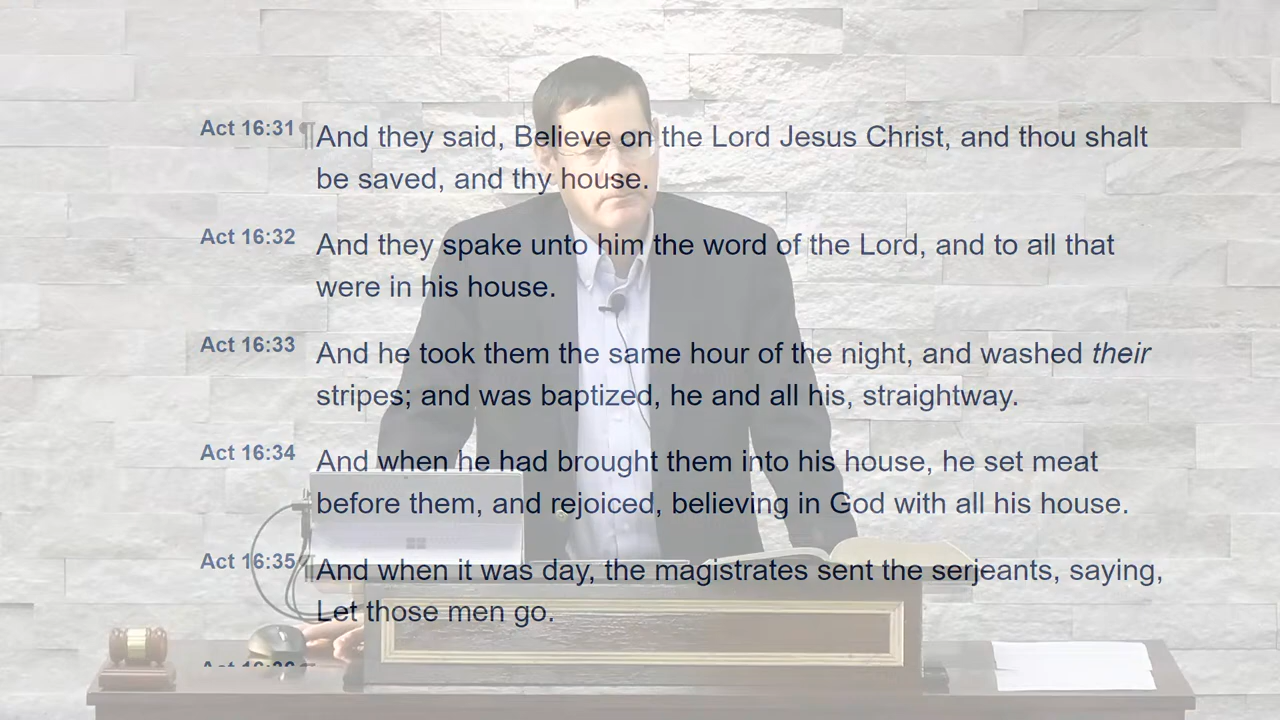 Act 16:31 ¶ And they said, Believe on the Lord Jesus Christ, and thou shalt
be saved, and thy house.
Act 16:32 And they spake unto him the word of the Lord, and to all that
were in his house.
Act 16:33 And he took them the same hour of the night, and washed their
stripes; and was baptized, he and all his, straightway.
Act 16:34 And when he had brought them into his house, he set meat
before them, and rejoiced, believing in God with all his house.
Act 16:35 ¶ And when it was day, the magistrates sent the serjeants, saying,
Let those men go.